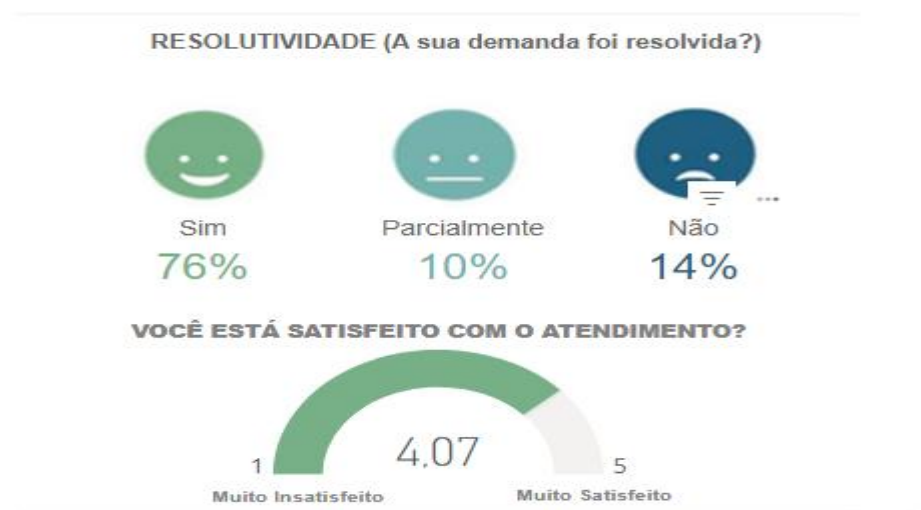 RESOLUTIVIDADE (A sua demanda foi resolvida?)
Sim Parcialmente Não
76% 10% 14%
VOCÊ ESTÁ SATISFEITO COM O ATENDIMENTO?
4,07
1 5
Muito Insatisfeito Muito Satisfeito